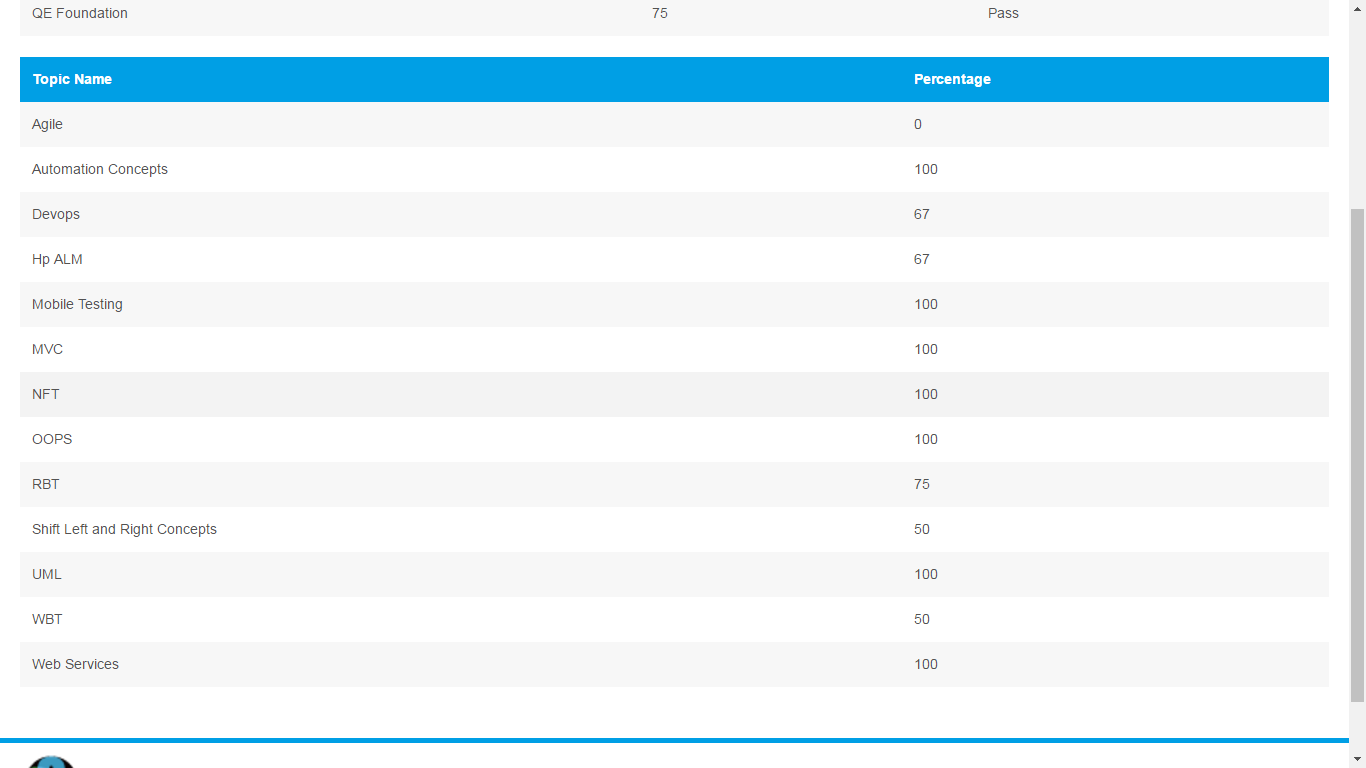 QE Foundation 75 Pass
Topic Name Percentage
Agile 0
Automation Concepts 100
Devops 67
Hp ALM 67
Mobile Testing 100
MVC 100
NFT 100
OOPS 100
RBT 75
Shift Left and Right Concepts 50
UML 100
WBT 50
Web Services 100